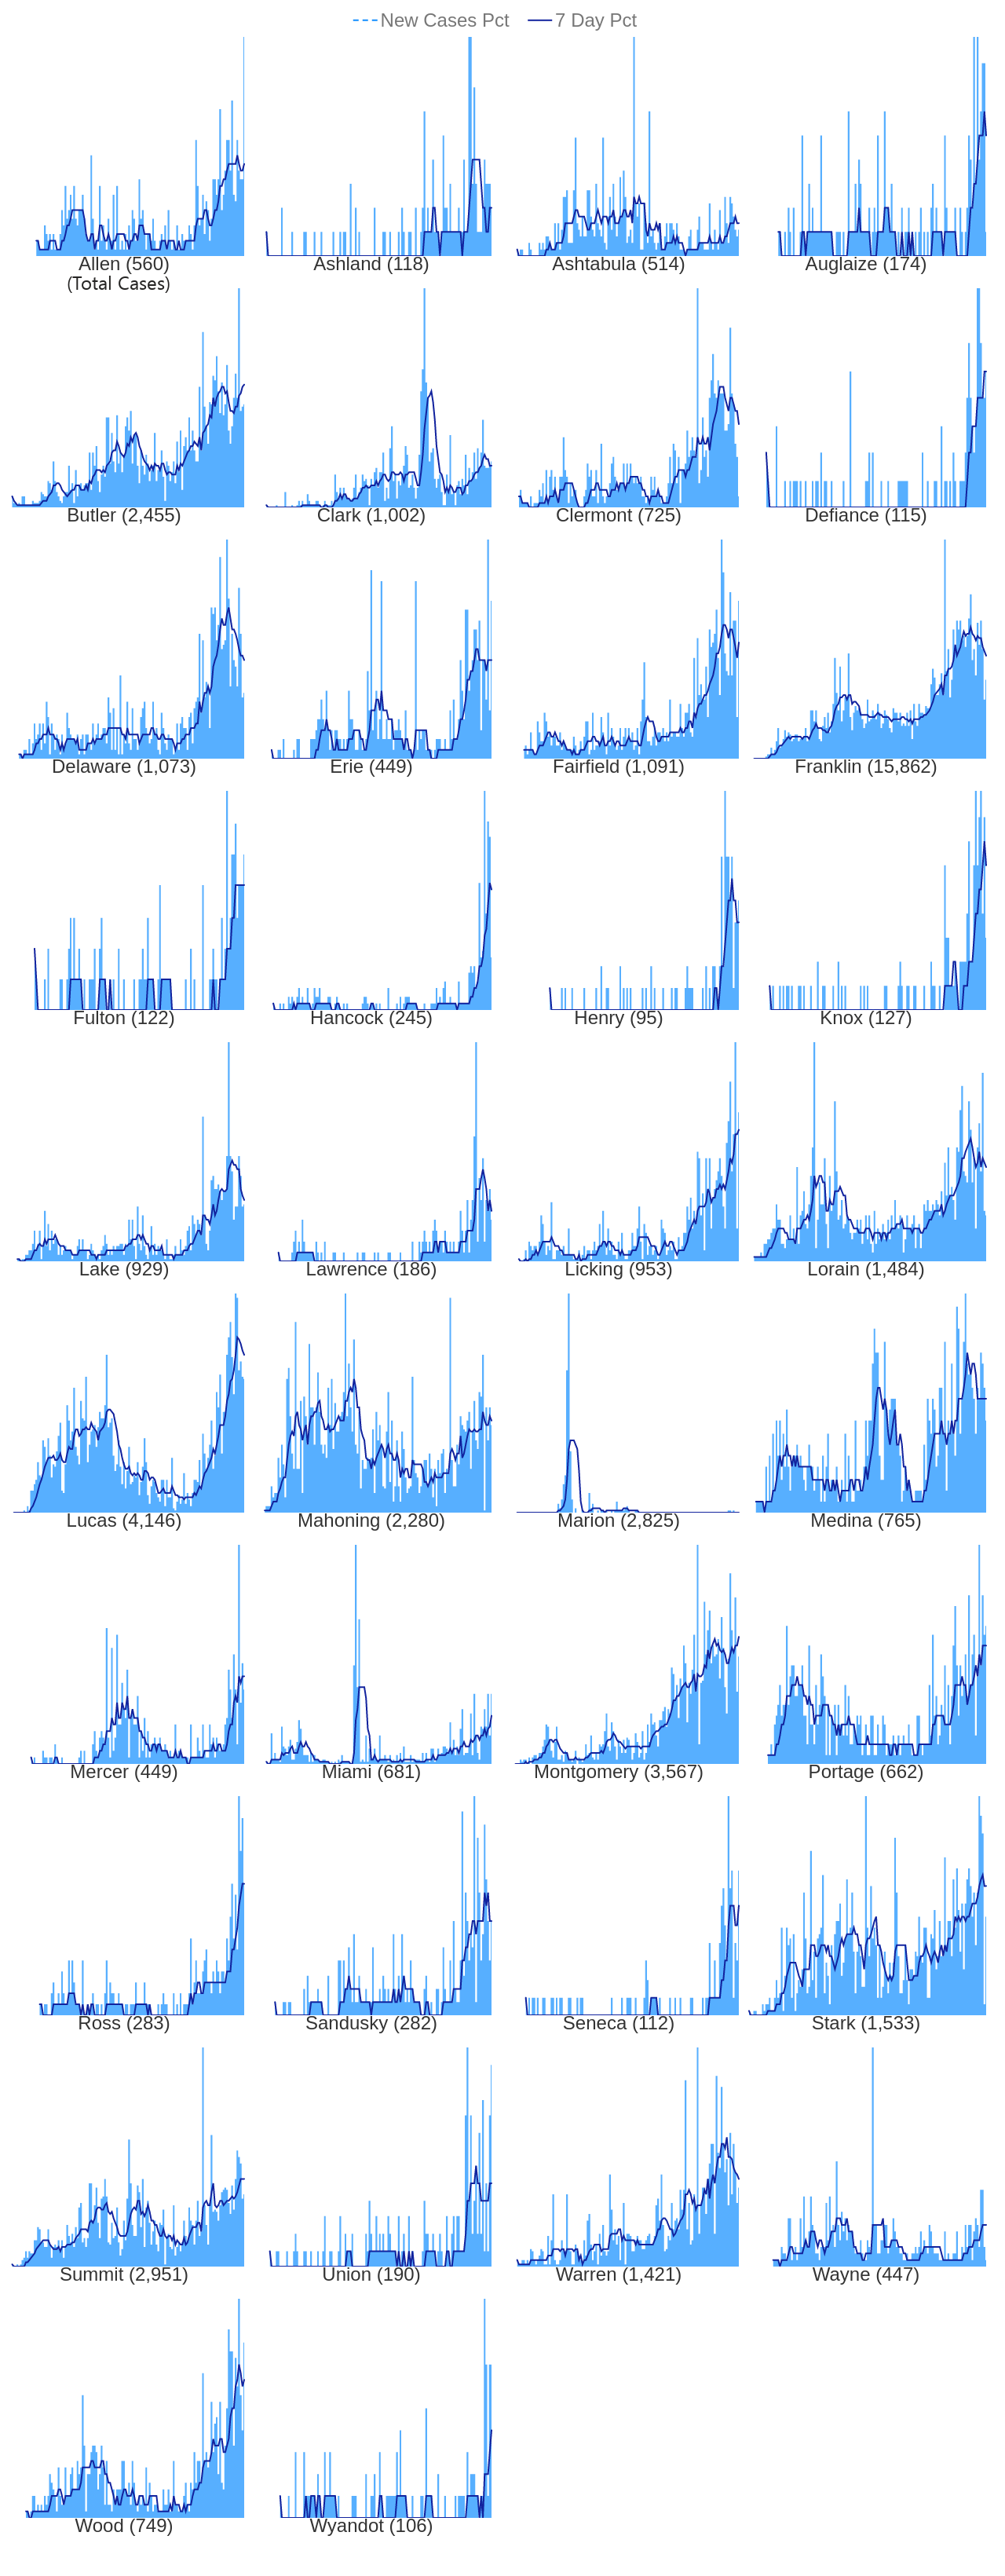 New Cases Pct 7 Day Pct
Allen (560) Ashland (118) Ashtabula (514) Auglaize (174)
(Total Cases)
Butler (2,455) Clark (1,002) Clermont (725) Defiance (115)
Delaware (1,073) Erie (449) Fairfield (1,091) Franklin (15,862)
Fulton (122) Hancock (245) Henry (95) Knox (127)
Lake (929) Lawrence (186) Licking (953) Lorain (1,484)
Lucas (4,146) Mahoning (2,280) Marion (2,825) Medina (765)
Mercer (449) Miami (681) Montgomery (3,567) Portage (662)
Ross (283) Sandusky (282) Seneca (112) Stark (1,533)
Summit (2,951) Union (190) Warren (1,421) Wayne (447)
Wood (749) Wyandot (106)